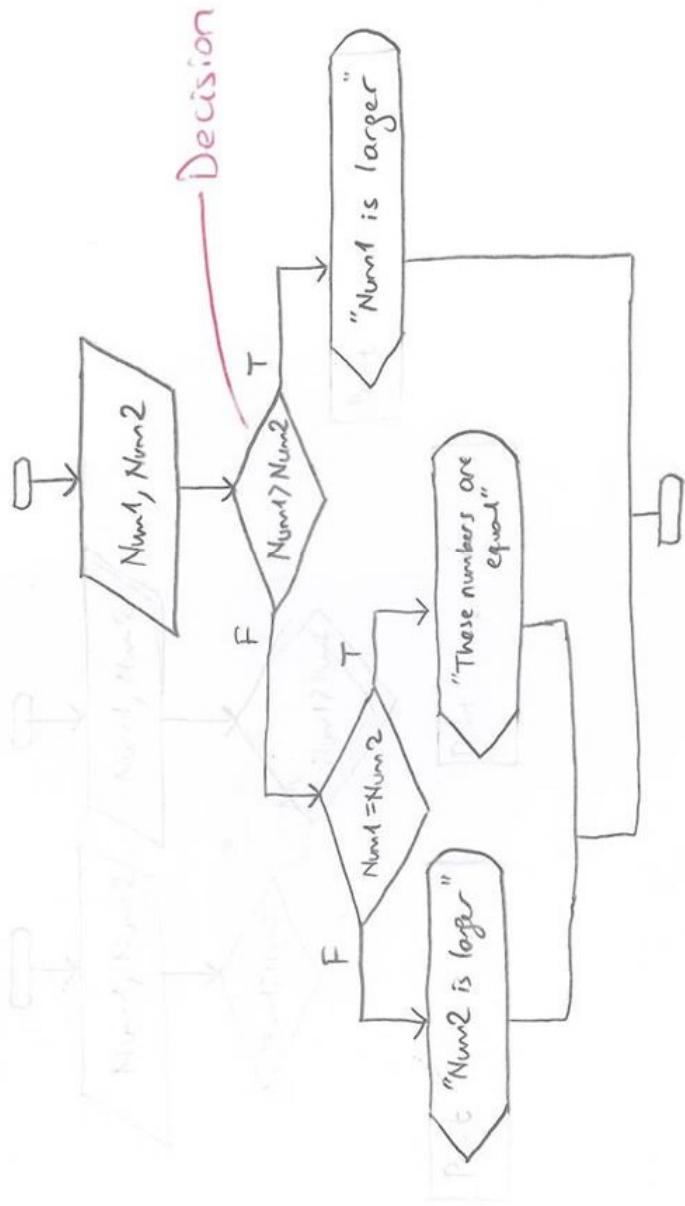 Num1, Num2
Decision
Num1>Num2
F
T
Num1=Num2
"Num1 is larger"
F
T
"Num2 is larger"
"These numbers are
equal"